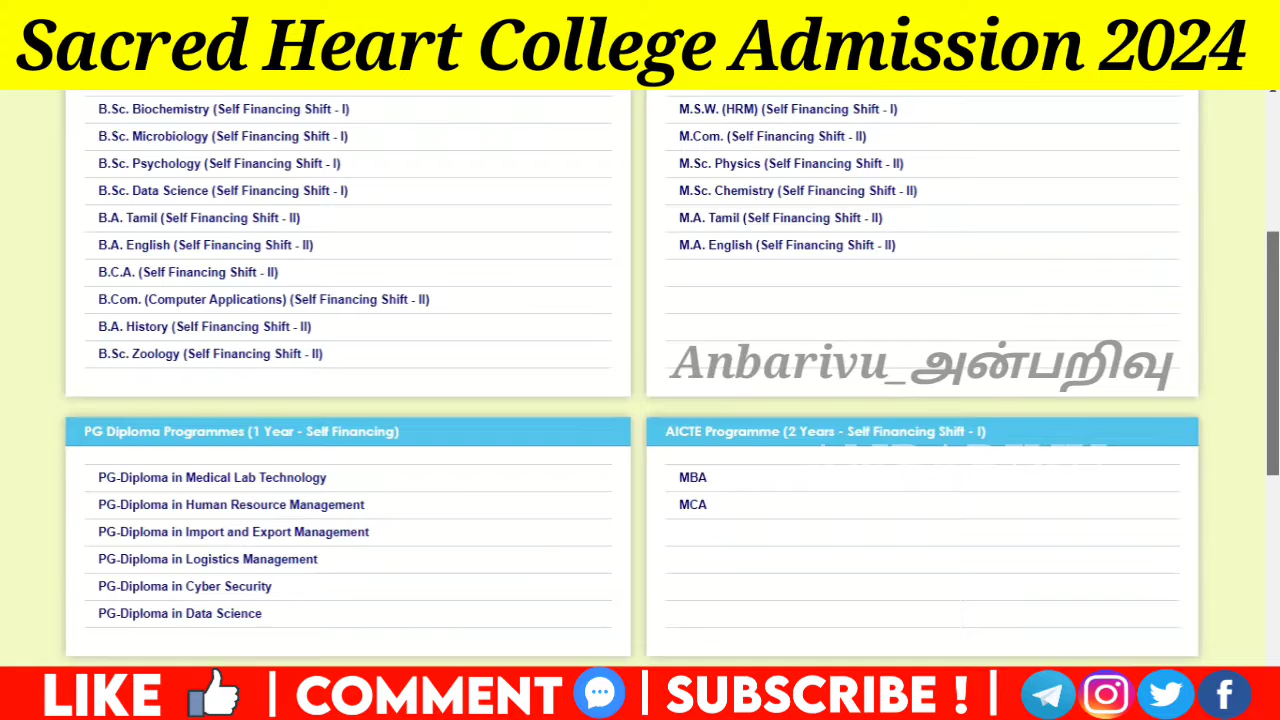 Sacred Heart College Admission 2024
B.Sc. Biochemistry (Self Financing Shift - I)
B.Sc. Microbiology (Self Financing Shift - I)
B.Sc. Psychology (Self Financing Shift - I)
B.Sc. Data Science (Self Financing Shift - I)
B.A. Tamil (Self Financing Shift - II)
B.A. English (Self Financing Shift - II)
B.C.A. (Self Financing Shift - II)
B.Com. (Computer Applications) (Self Financing Shift - II)
B.A. History (Self Financing Shift - II)
B.Sc. Zoology (Self Financing Shift - II)
M.S.W. (HRM) (Self Financing Shift - I)
M.Com. (Self Financing Shift - II)
M.Sc. Physics (Self Financing Shift - II)
M.Sc. Chemistry (Self Financing Shift - II)
M.A. Tamil (Self Financing Shift - II)
M.A. English (Self Financing Shift - II)
Anbarivu_அன்பறிவு
PG Diploma Programmes (1 Year - Self Financing)
PG-Diploma in Medical Lab Technology
PG-Diploma in Human Resource Management
PG-Diploma in Import and Export Management
PG-Diploma in Logistics Management
PG-Diploma in Cyber Security
PG-Diploma in Data Science
AICTE Programme (2 Years - Self Financing Shift - I)
MBA
MCA
LIKE | COMMENT | SUBSCRIBE ! |